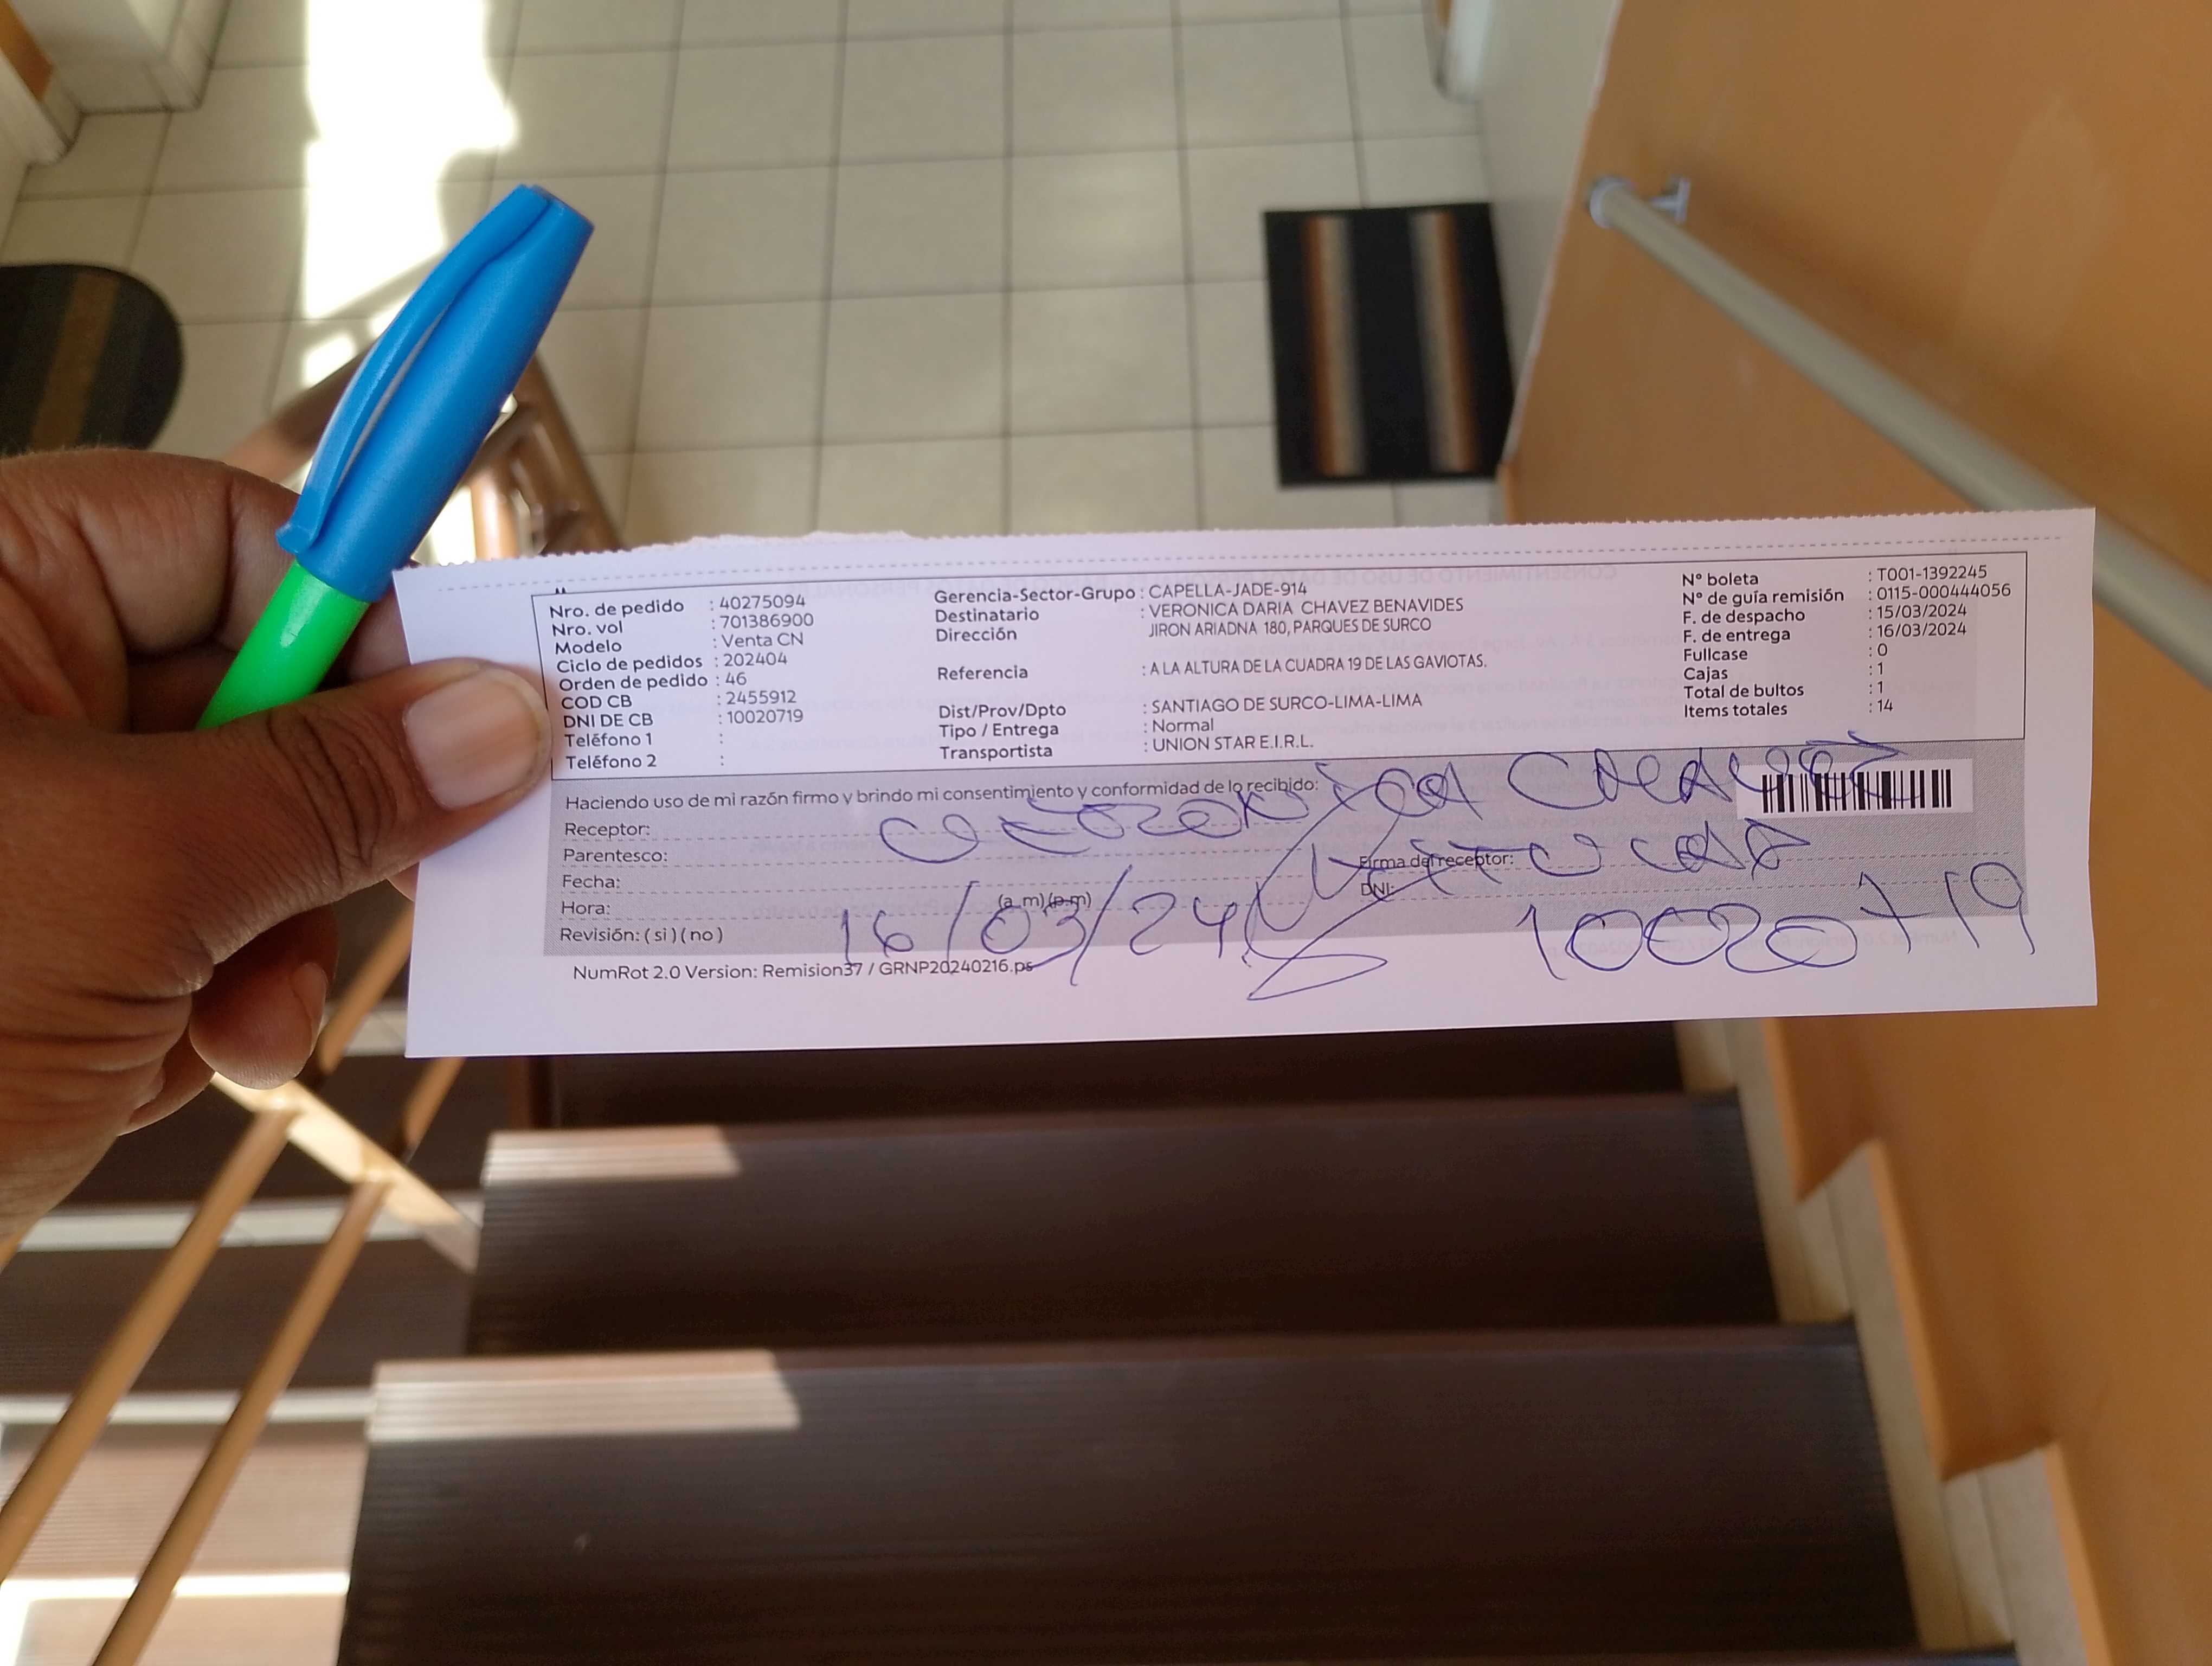 Nro. de pedido : 40275094
Nro. vol : 701386900
Modelo : Venta CN
Ciclo de pedidos : 202404
Orden de pedido : 46
COD CB : 2455912
DNI DE CB : 10020719
Teléfono 1 :
Teléfono 2 :
Gerencia-Sector-Grupo : CAPELLA-JADE-914
Destinatario : VERONICA DARIA CHAVEZ BENAVIDES
Dirección JIRON ARIADNA 180, PARQUES DE SURCO
Referencia : A LA ALTURA DE LA CUADRA 19 DE LAS GAVIOTAS.
Dist/Prov/Dpto : SANTIAGO DE SURCO-LIMA-LIMA
Tipo / Entrega : Normal
Transportista : UNION STAR E.I.R.L.
N° boleta : T001-1392245
N° de guía remisión : 0115-000444056
F. de despacho : 15/03/2024
F. de entrega : 16/03/2024
Fullcase : 0
Cajas : 1
Total de bultos : 1
Items totales : 14
Haciendo uso de mi razón firmo y brindo mi consentimiento y conformidad de lo recibido:
Receptor:
Parentesco:
Firma del receptor:
Fecha:
DNI:
Hora: (a.m)(p.m)
16/03/24 10020719
Revisión: ( si ) ( no )
NumRot 2.0 Version: Remision37 / GRNP20240216.ps